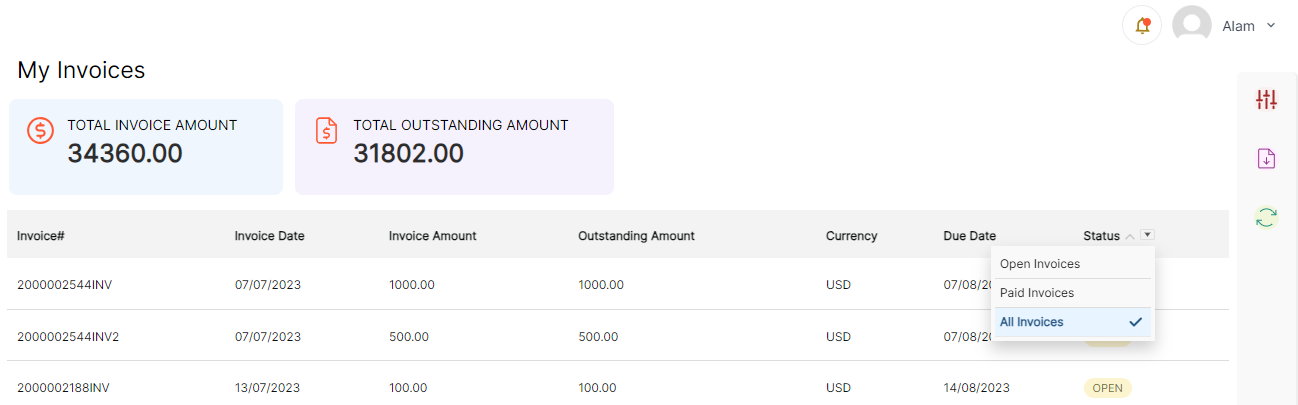 Alam
My Invoices
TOTAL INVOICE AMOUNT
34360.00
TOTAL OUTSTANDING AMOUNT
31802.00
Invoice# Invoice Date Invoice Amount Outstanding Amount Currency Due Date Status
Open Invoices
Paid Invoices
All Invoices
2000002544INV 07/07/2023 1000.00 1000.00 USD 07/08/20
2000002544INV2 07/07/2023 500.00 500.00 USD 07/08/20
2000002188INV 13/07/2023 100.00 100.00 USD 14/08/2023 OPEN